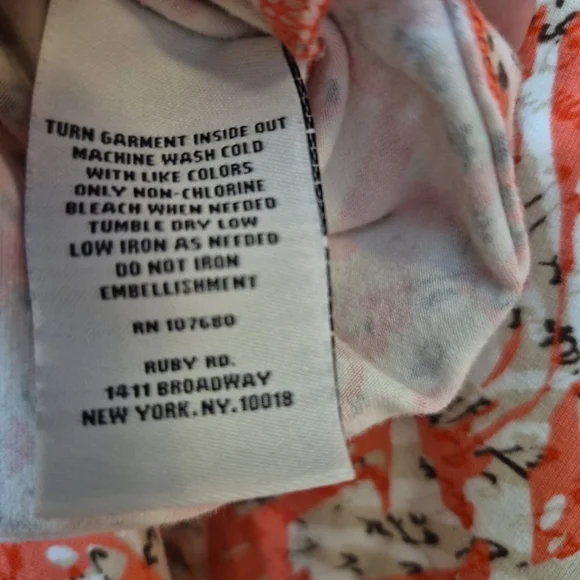 TURN GARMENT INSIDE OUT
MACHINE WASH COLD
WITH LIKE COLORS
ONLY NON-CHLORINE
BLEACH WHEN NEEDED
TUMBLE DRY LOW
LOW IRON AS NEEDED
DO NOT IRON
EMBELLISHMENT
RN 107680
RUBY RD.
1411 BROADWAY
NEW YORK.NY.10018